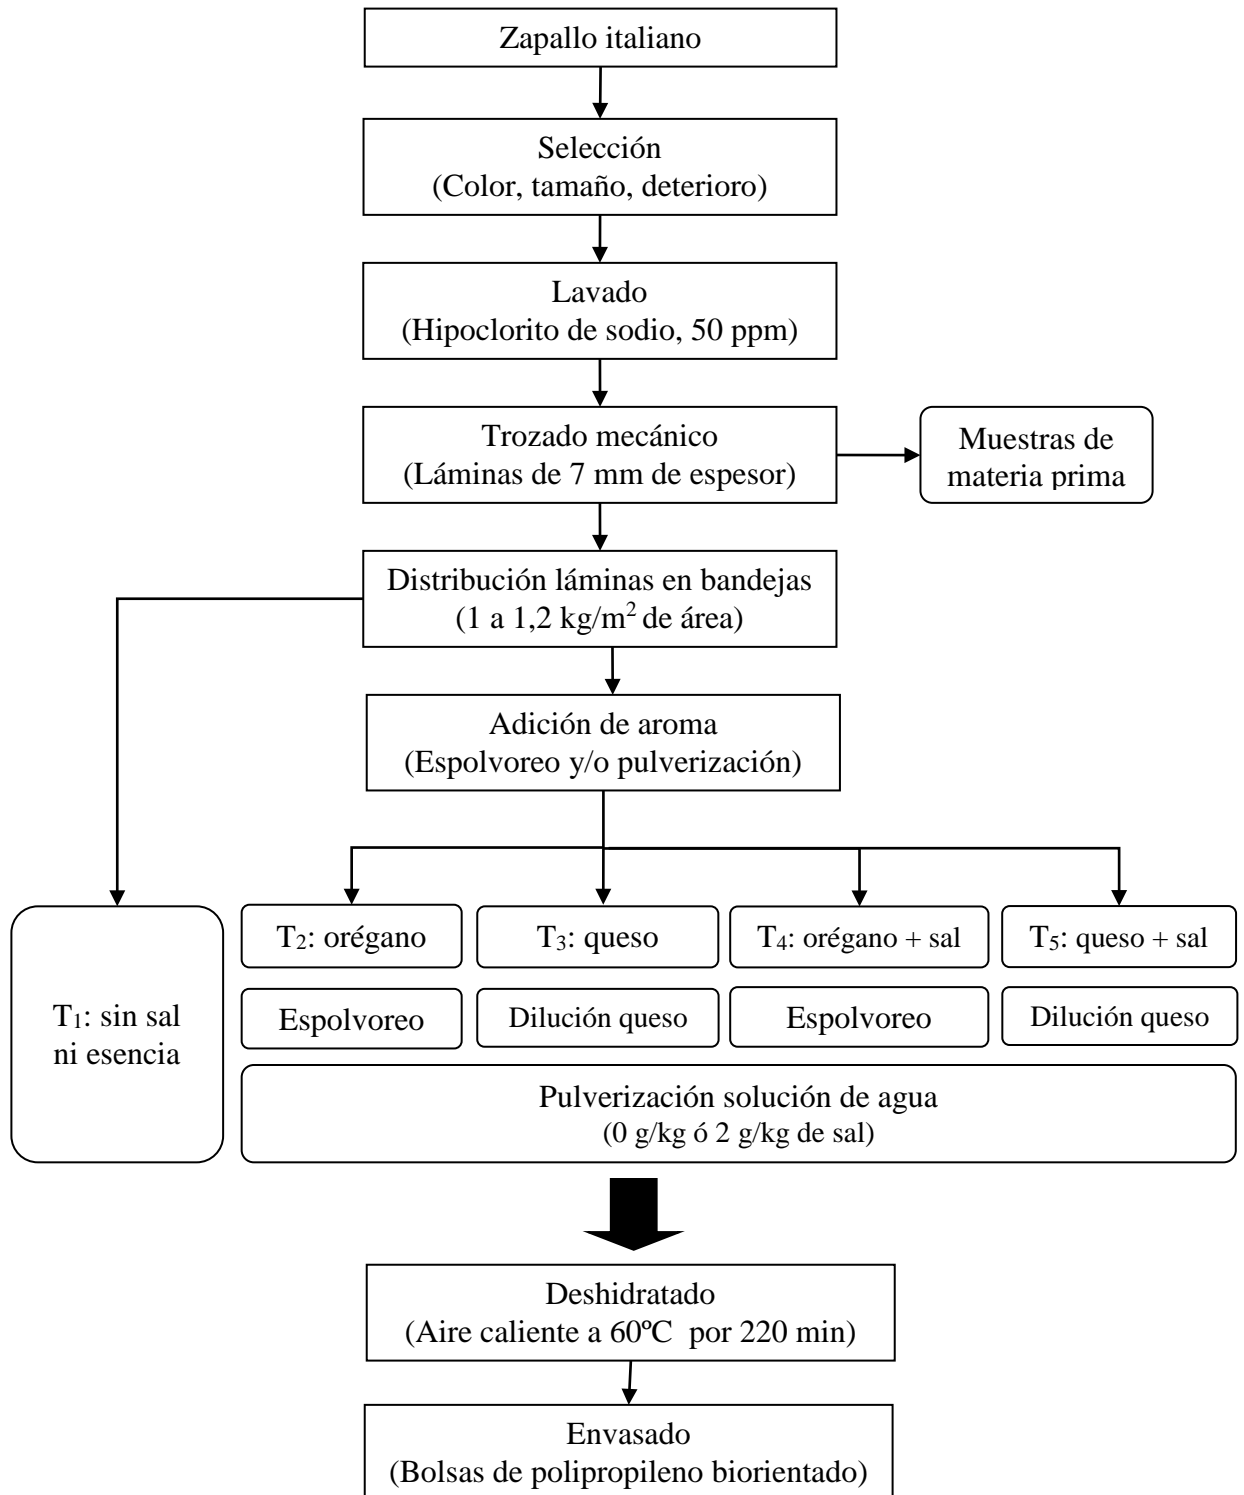 Zapallo italiano
Selección
(Color, tamaño, deterioro)
Lavado
(Hipoclorito de sodio, 50 ppm)
Trozado mecánico
(Láminas de 7 mm de espesor)
Muestras de
materia prima
Distribución láminas en bandejas
(1 a 1,2 kg/m² de área)
Adición de aroma
(Espolvoreo y/o pulverización)
T₁: sin sal
ni esencia
T₂: orégano
T₃: queso
T₄: orégano + sal
T₅: queso + sal
Espolvoreo
Dilución queso
Espolvoreo
Dilución queso
Pulverización solución de agua
(0 g/kg ó 2 g/kg de sal)
Deshidratado
(Aire caliente a 60ºC por 220 min)
Envasado
(Bolsas de polipropileno biorientado)